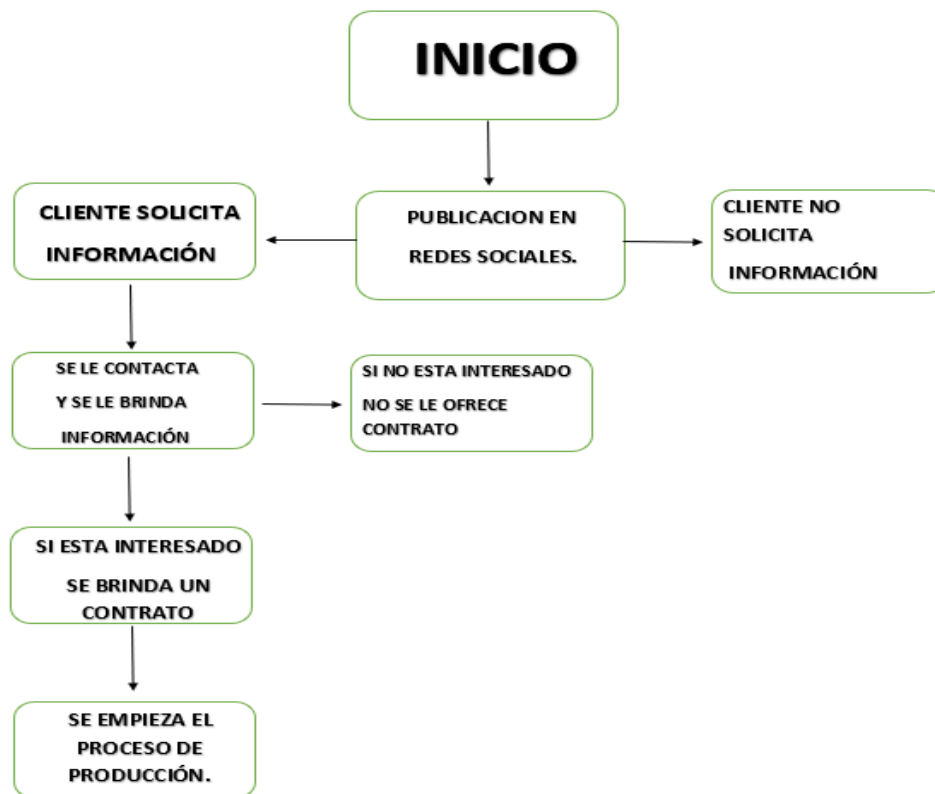 INICIO
CLIENTE SOLICITA
INFORMACIÓN
PUBLICACION EN
REDES SOCIALES.
CLIENTE NO
SOLICITA
INFORMACIÓN
SE LE CONTACTA
Y SE LE BRINDA
INFORMACIÓN
SI NO ESTA INTERESADO
NO SE LE OFRECE
CONTRATO
SI ESTA INTERESADO
SE BRINDA UN
CONTRATO
SE EMPIEZA EL
PROCESO DE
PRODUCCIÓN.